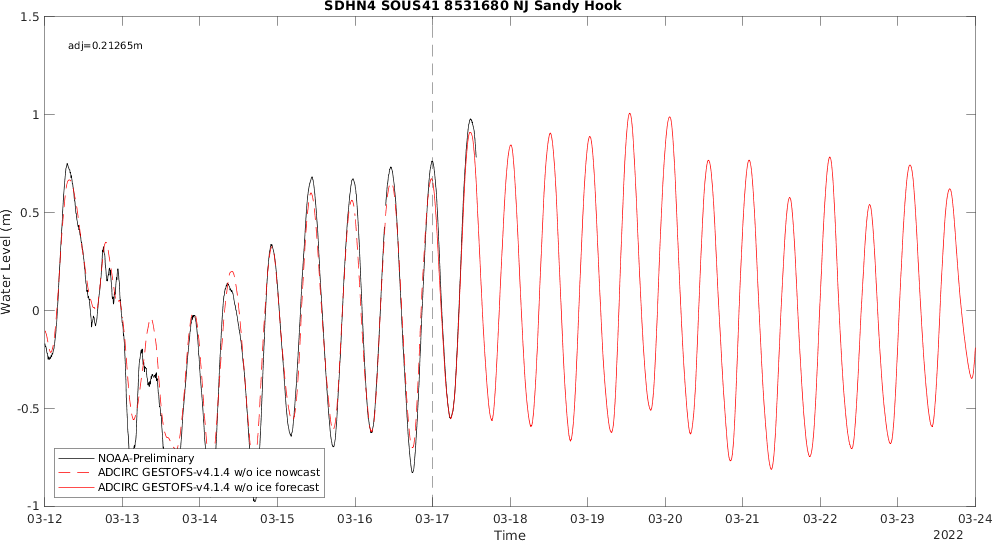 SDHN4 SOUS41 8531680 NJ Sandy Hook
1.5
adj=0.21265m
1
0.5
Water Level (m)
0
-0.5
NOAA-Preliminary
ADCIRC GESTOFS-v4.1.4 w/o ice nowcast
ADCIRC GESTOFS-v4.1.4 w/o ice forecast
-1
03-12 03-13 03-14 03-15 03-16 03-17 03-18 03-19 03-20 03-21 03-22 03-23 03-24
Time
2022